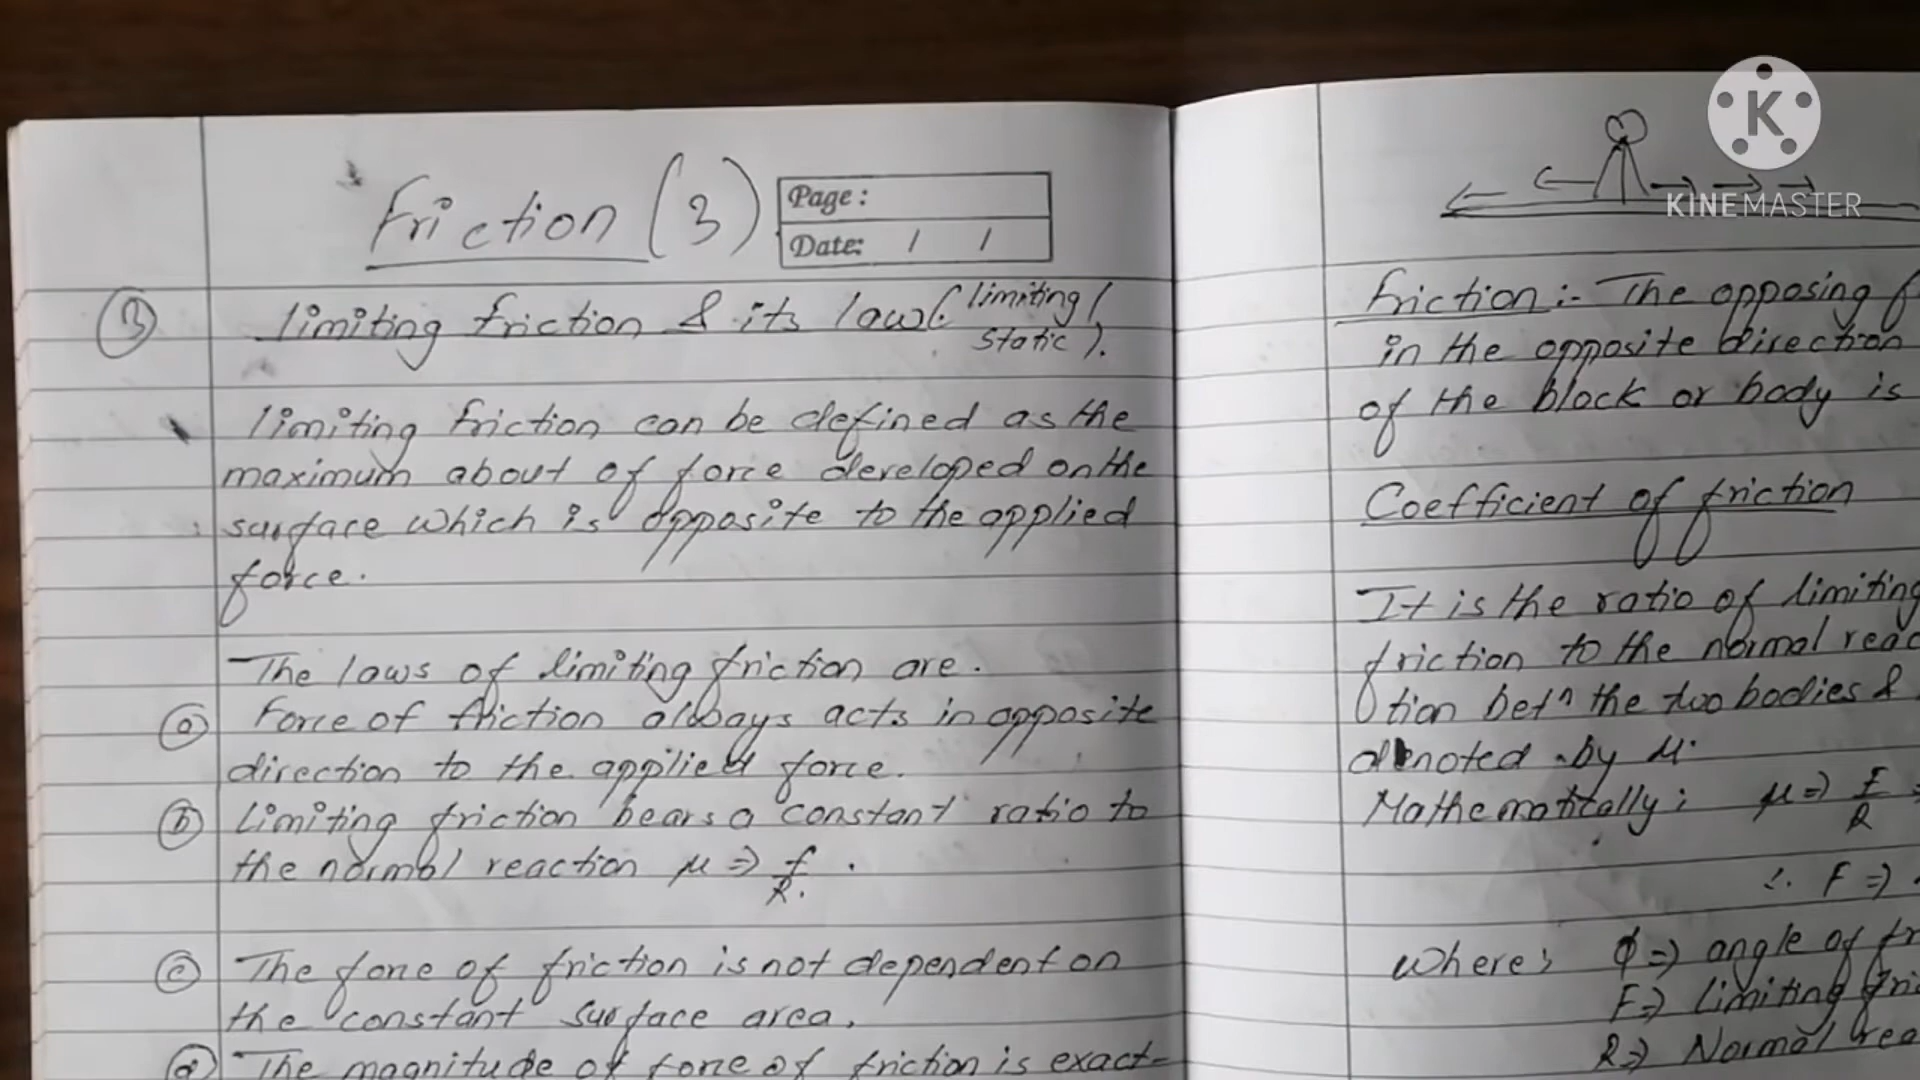 Friction (3)
Page:
Date: / /
(3) limiting friction & its law (limiting/
static).
limiting friction can be defined as the
maximum about of force developed on the
surface which is opposite to the applied
force.
The laws of limiting friction are.
(a) Force of friction always acts in opposite
direction to the applied force.
(b) Limiting friction bears a constant ratio to
the normal reaction μ => f/R.
(c) The force of friction is not dependent on
the constant surface area.
(d) The magnitude of force of friction is exact-
K
KINEMASTER
Friction :- The opposing f
in the opposite direction
of the block or body is
Coefficient of friction
It is the ratio of limiting
friction to the normal reac
tion betn the two bodies &
denoted by μ.
Mathematically: μ => F/R
∴ F =>
where; φ => angle of fr
F => Limiting fric
R => Normal rea